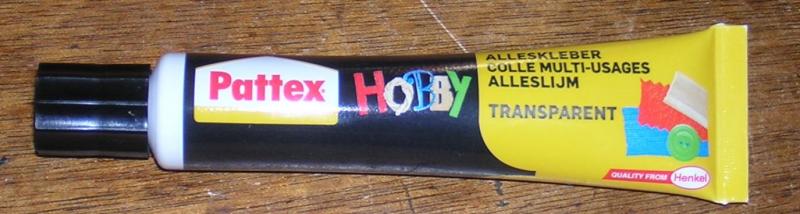 Pattex
HOBBY
ALLESKLEBER
COLLE MULTI-USAGES
ALLESLIJM
TRANSPARENT
QUALITY FROM Henkel